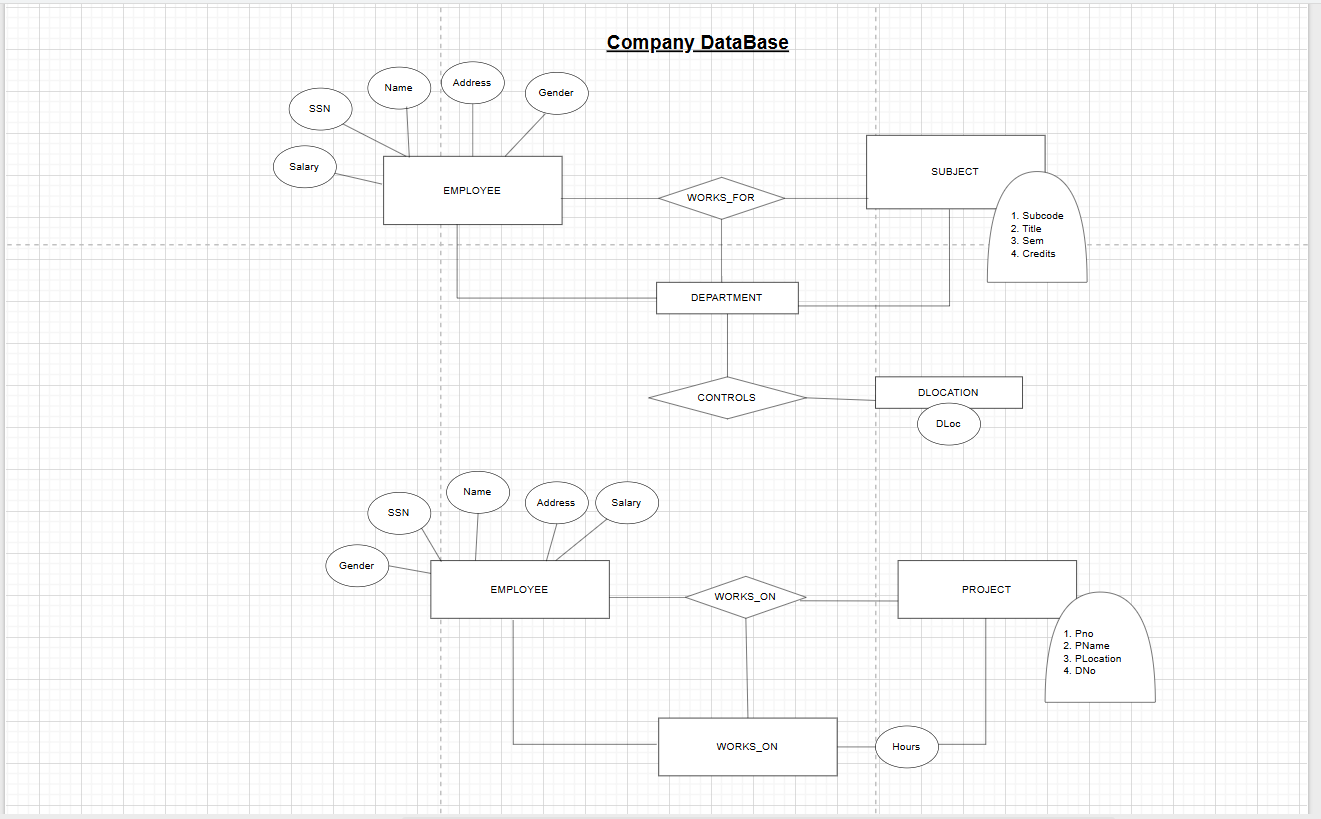 Company DataBase
Address
Name
Gender
SSN
Salary
EMPLOYEE
SUBJECT
WORKS_FOR
1. Subcode
2. Title
3. Sem
4. Credits
DEPARTMENT
CONTROLS
DLOCATION
DLoc
Name
Address
Salary
SSN
Gender
EMPLOYEE
WORKS_ON
PROJECT
1. Pno
2. PName
3. PLocation
4. DNo
WORKS_ON
Hours